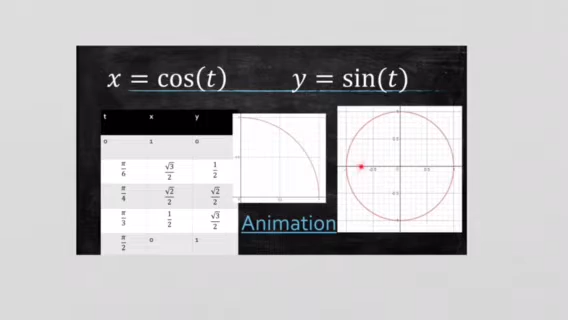 x = cos(t) y = sin(t)
t x y
0 1 0
π/6 √3/2 1/2
π/4 √2/2 √2/2
π/3 1/2 √3/2
π/2 0 1
Animation